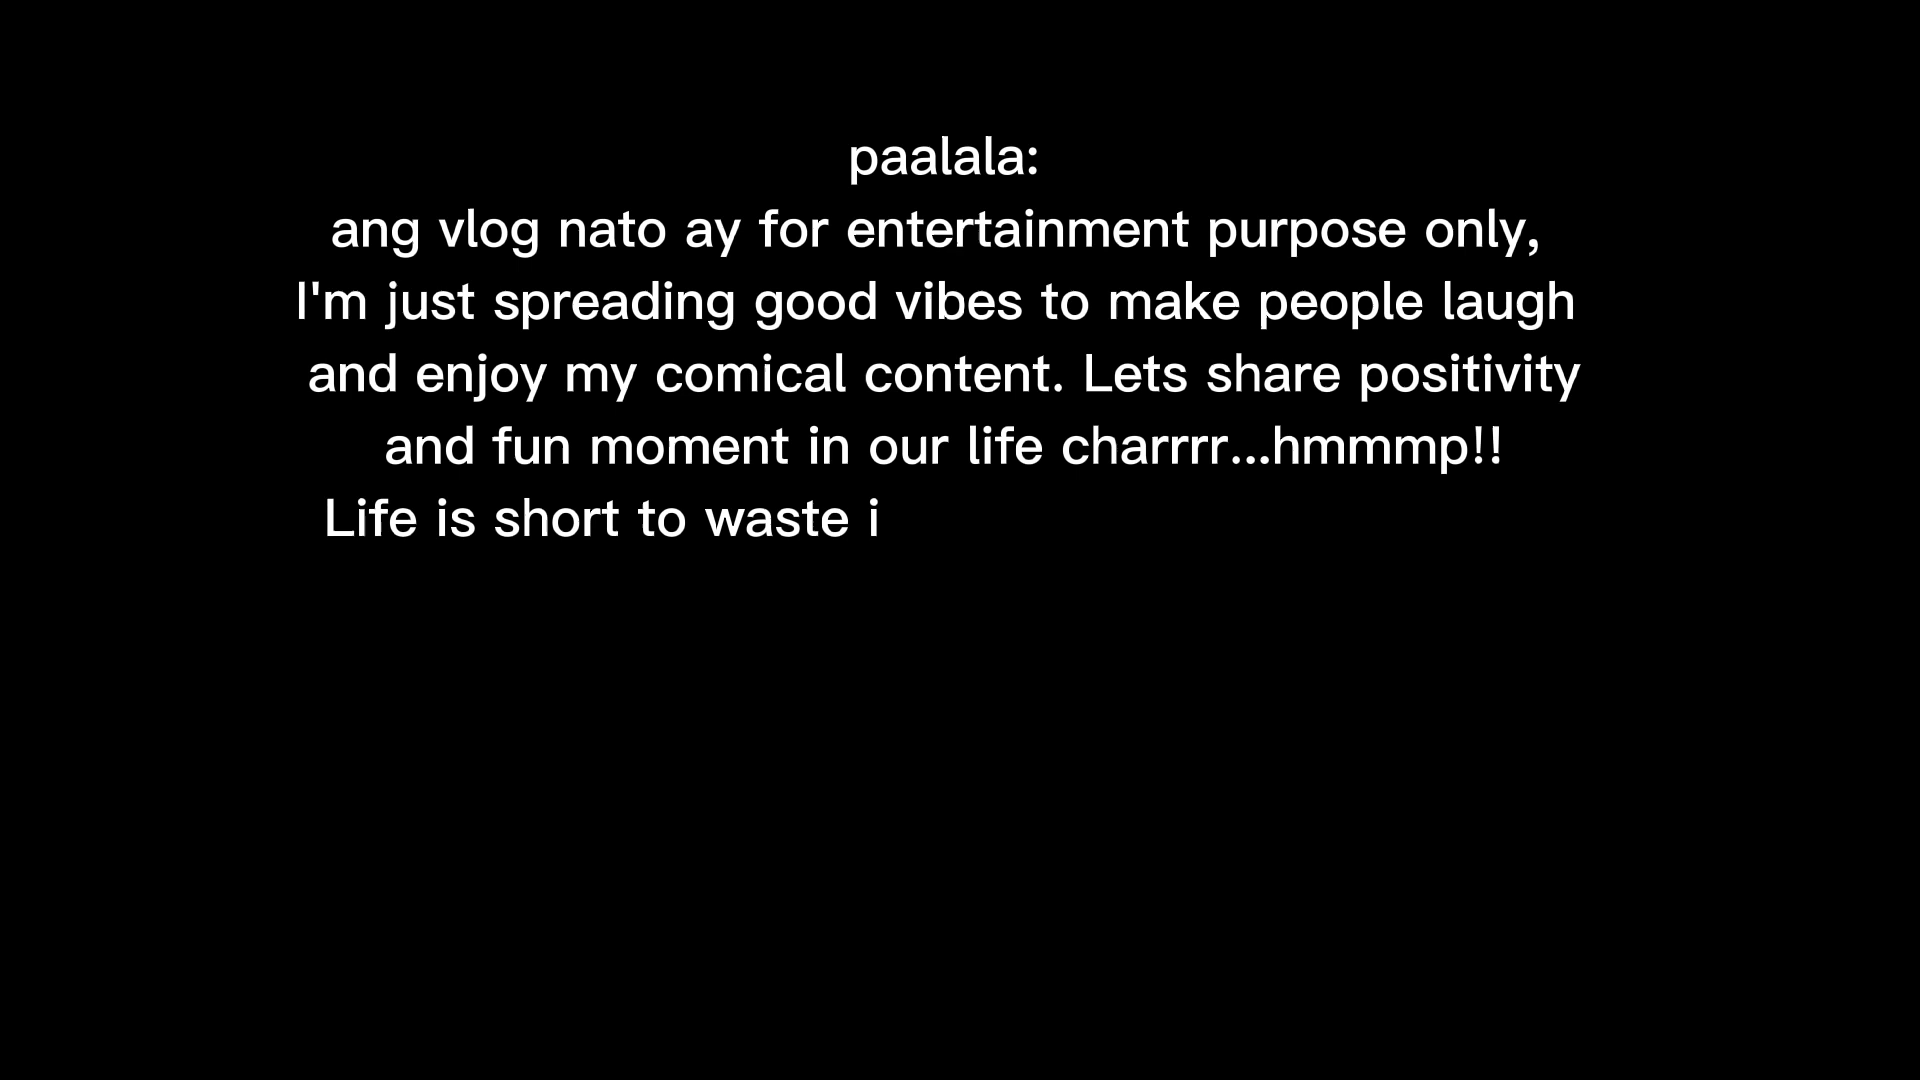 paalala:
ang vlog nato ay for entertainment purpose only,
I'm just spreading good vibes to make people laugh
and enjoy my comical content. Lets share positivity
and fun moment in our life charrrr...hmmmp!!
Life is short to waste i